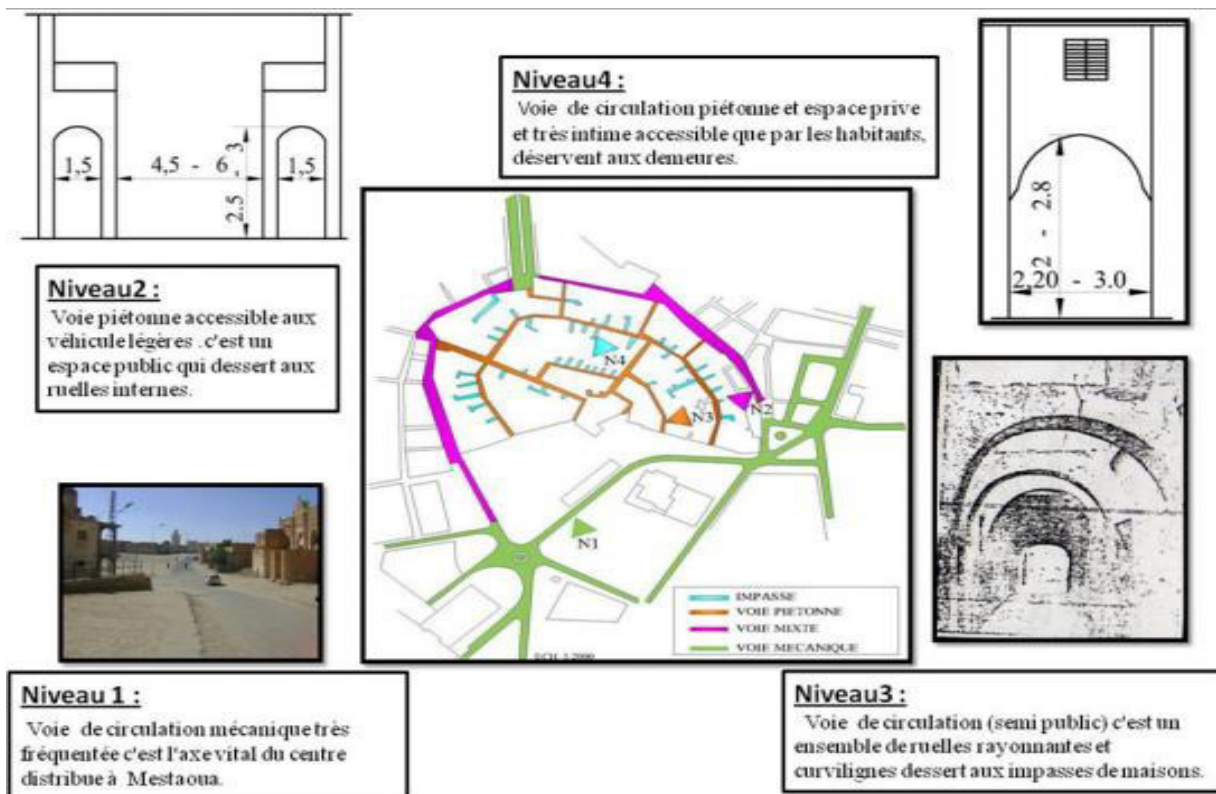 1,5
4,5 - 6
2.5 - 3
1,5
Niveau2 :
Voie piétonne accessible aux
véhicule légères . c'est un
espace public qui dessert aux
ruelles internes.
Niveau4 :
Voie de circulation piétonne et espace prive
et très intime accessible que par les habitants,
déservent aux demeures.
2.2 - 2.8
2,20 - 3.0
N4
N3
N2
N1
IMPASSE
VOIE PIETONNE
VOIE MIXTE
VOIE MECANIQUE
Niveau 1 :
Voie de circulation mécanique très
fréquentée c'est l'axe vital du centre
distribue à Mestaoua.
Niveau3 :
Voie de circulation (semi public) c'est un
ensemble de ruelles rayonnantes et
curvilignes dessert aux impasses de maisons.